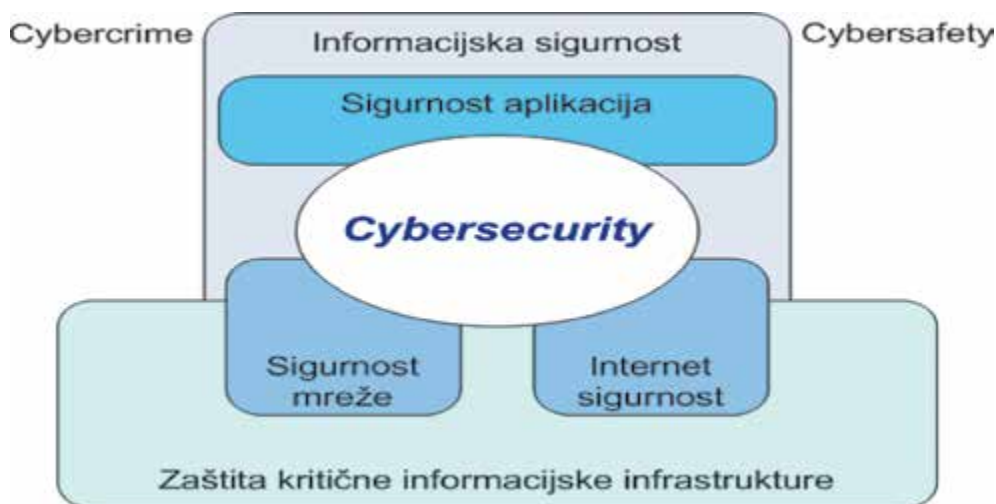 Cybercrime
Informacijska sigurnost
Cybersafety
Sigurnost aplikacija
Cybersecurity
Sigurnost
mreže
Internet
sigurnost
Zaštita kritične informacijske infrastrukture